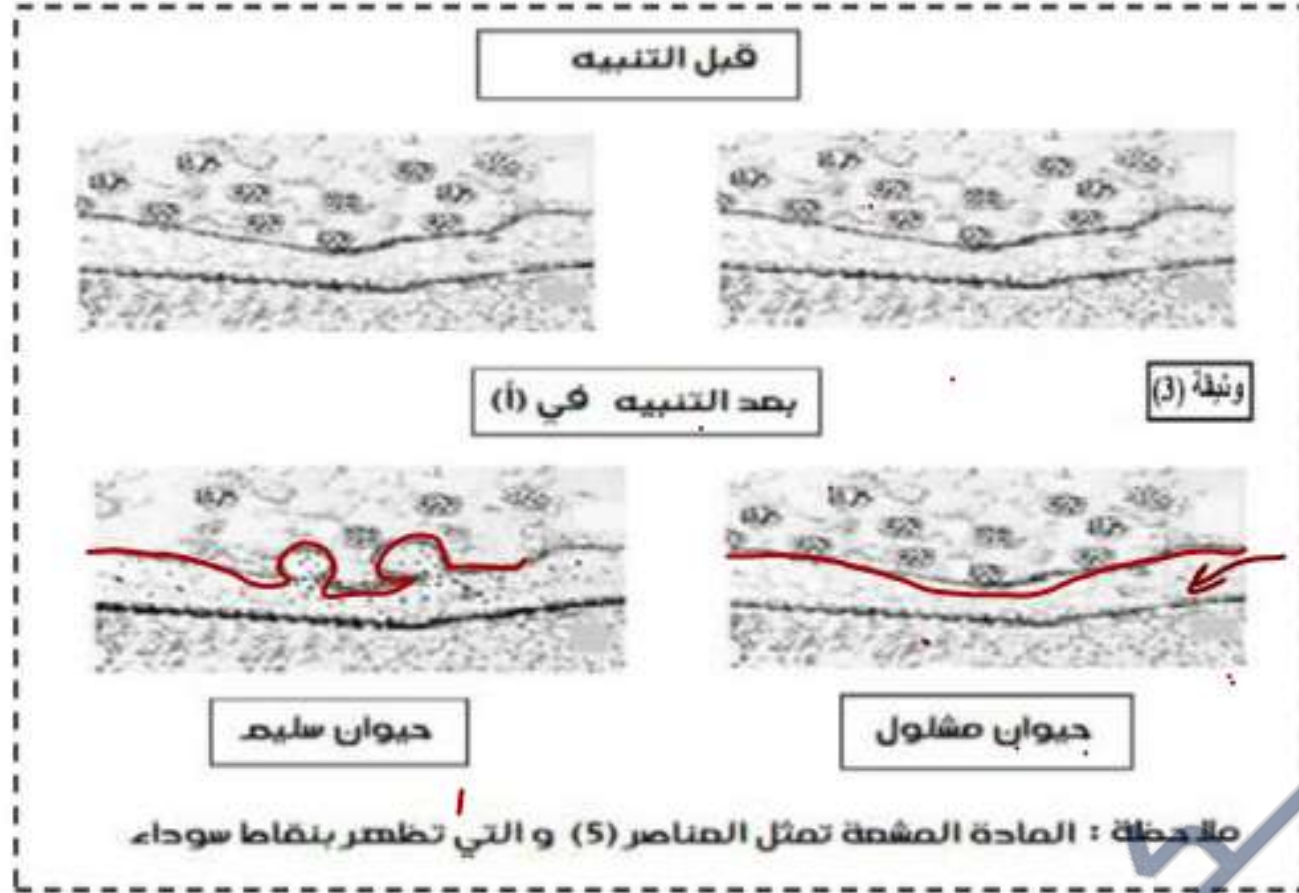 قبل التنبيه
وثيقة (3)
بعد التنبيه في (أ)
حيوان مشلول
حيوان سليم
ملاحظة : المادة المشعة تمثل العناصر (5) و التي تظهر بنقاط سوداء